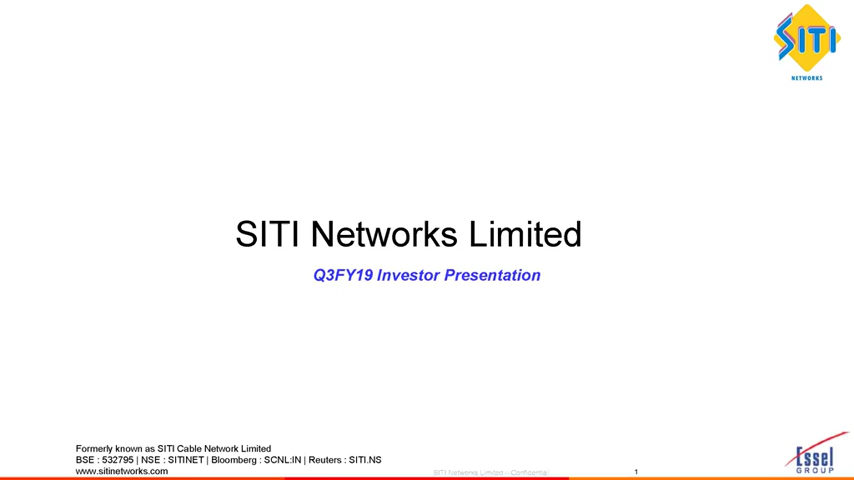 SITI
NETWORKS
SITI Networks Limited
Q3FY19 Investor Presentation
Formerly known as SITI Cable Network Limited
BSE : 532795 | NSE : SITINET | Bloomberg : SCNL:IN | Reuters : SITI.NS
www.sitinetworks.com
SITI Networks Limited - Confidential
1
Essel
GROUP